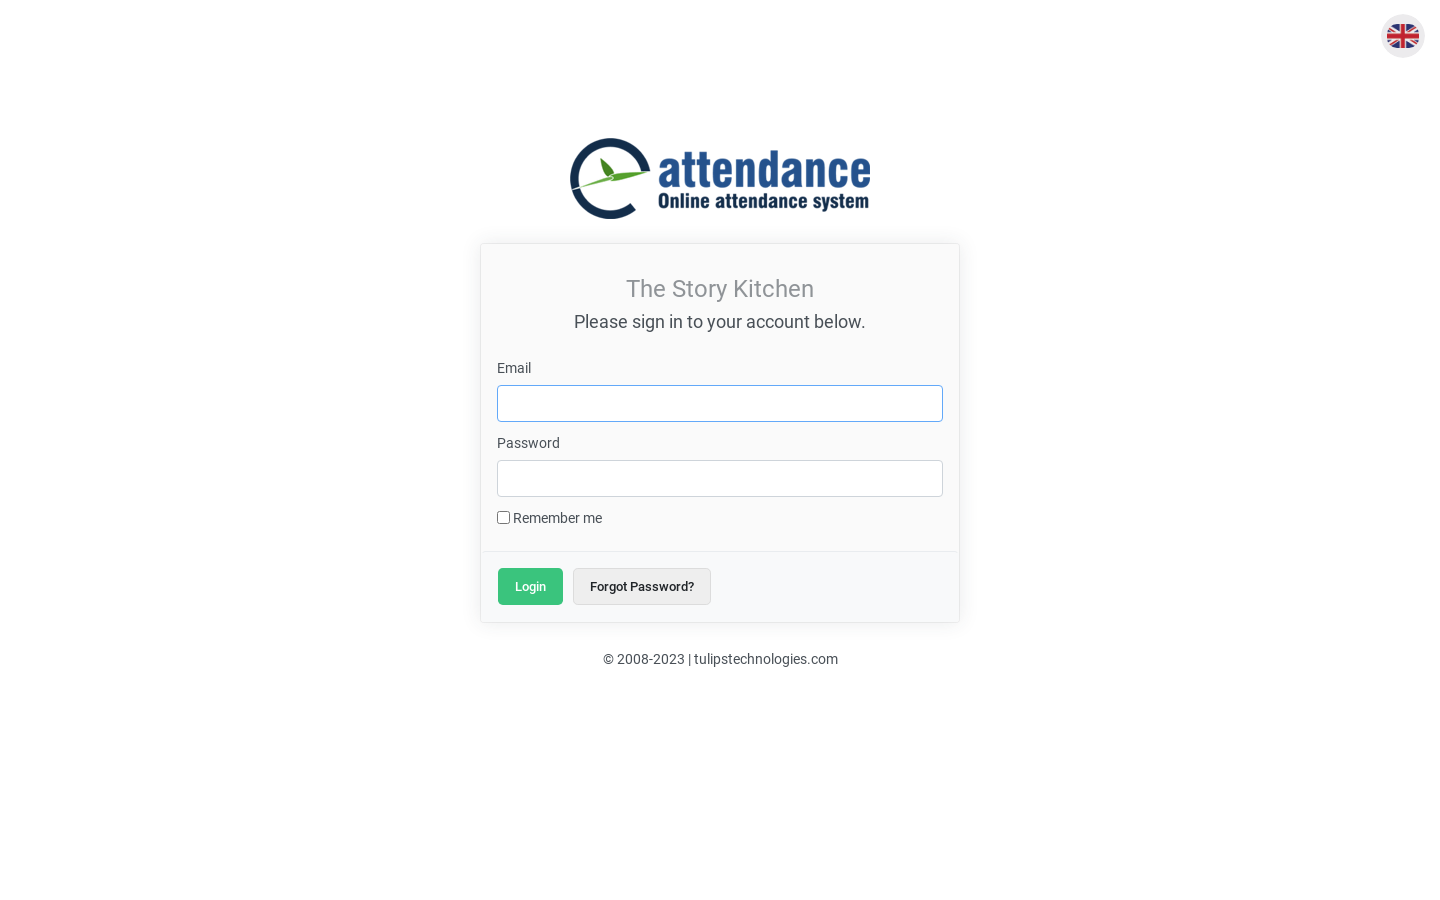 attendance
Online attendance system
The Story Kitchen
Please sign in to your account below.
Email
Password
Remember me
Login
Forgot Password?
© 2008-2023 | tulipstechnologies.com